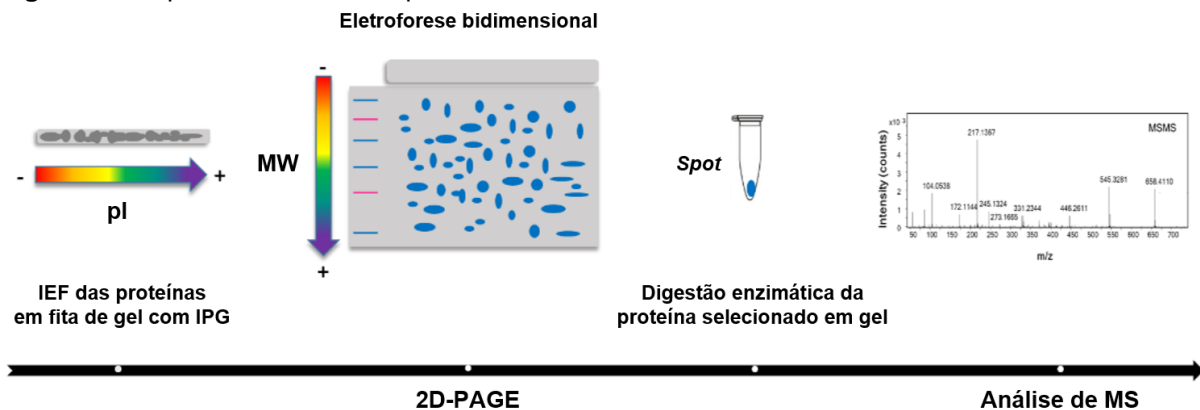 Eletroforese bidimensional
-
MW
+
-
+
pI
Spot
x10 3
MSMS
Intensity (counts)
5
4
3
2
1
0
217.1367
104.0538
172.1144
245.1324
273.1665
331.2344
446.2611
545.3281
658.4110
50 100 150 200 250 300 350 400 450 500 550 600 650 700
m/z
IEF das proteínas
em fita de gel com IPG
Digestão enzimática da
proteína selecionado em gel
2D-PAGE
Análise de MS